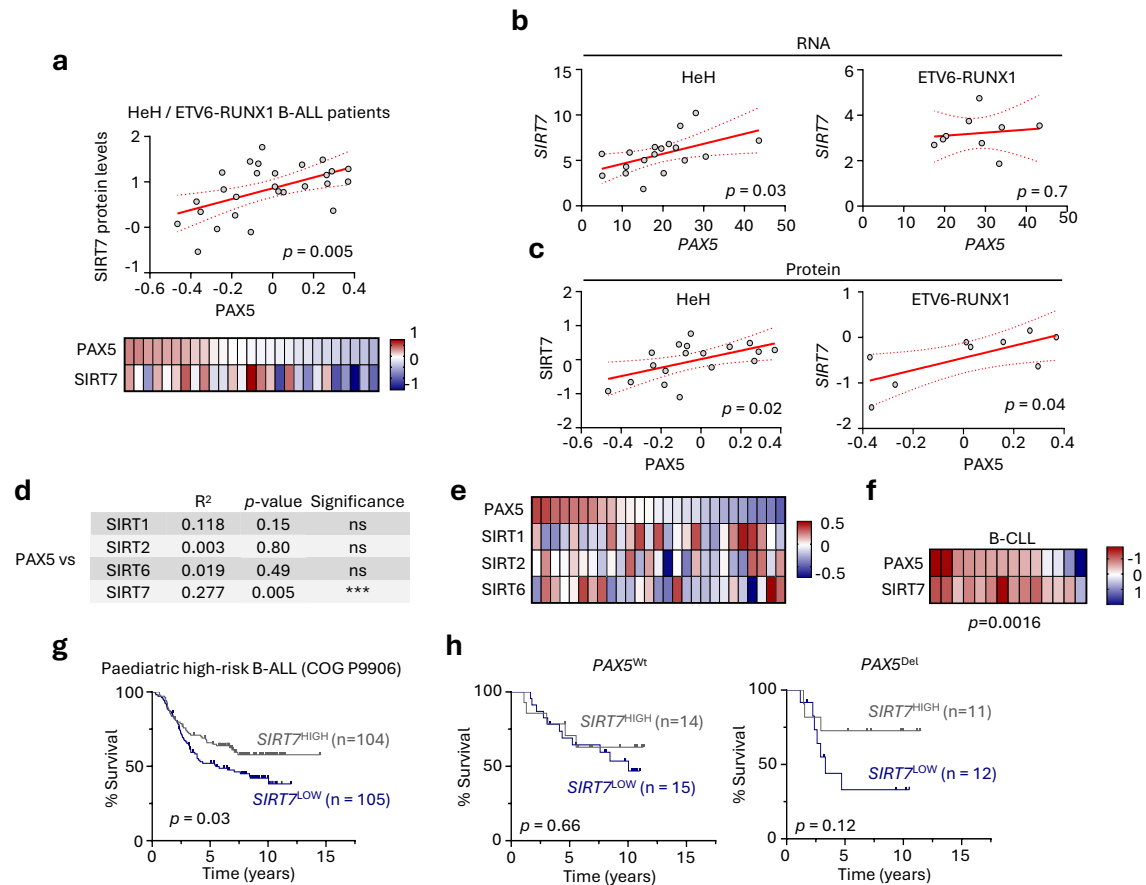 a
HeH / ETV6-RUNX1 B-ALL patients
SIRT7 protein levels
2
1
-0
-1
p = 0.005
-0.6 -0.4 -0.2 0 0.2 0.4
PAX5
PAX5
SIRT7
1
0
-1
b
RNA
HeH
SIRT7
15
10
5
0
p = 0.03
0 10 20 30 40 50
PAX5
ETV6-RUNX1
SIRT7
6
4
2
0
p = 0.7
0 10 20 30 40 50
PAX5
c
Protein
HeH
SIRT7
2
1
0
-1
-2
p = 0.02
-0.6 -0.4 -0.2 0 0.2 0.4
PAX5
ETV6-RUNX1
SIRT7
1
0
-1
-2
p = 0.04
-0.4 -0.2 0 0.2 0.4
PAX5
d
R² p-value Significance
PAX5 vs
SIRT1 0.118 0.15 ns
SIRT2 0.003 0.80 ns
SIRT6 0.019 0.49 ns
SIRT7 0.277 0.005 ***
e
PAX5
SIRT1
SIRT2
SIRT6
0.5
0
-0.5
f
B-CLL
PAX5
SIRT7
-1
0
1
p=0.0016
g
Paediatric high-risk B-ALL (COG P9906)
% Survival
100
50
0
SIRT7HIGH (n=104)
SIRT7LOW (n = 105)
p = 0.03
0 5 10 15
Time (years)
h
PAX5Wt
% Survival
100
50
0
SIRT7HIGH (n=14)
SIRT7LOW (n = 15)
p = 0.66
0 5 10 15
Time (years)
PAX5Del
% Survival
100
50
0
SIRT7HIGH (n=11)
SIRT7LOW (n = 12)
p = 0.12
0 5 10 15
Time (years)